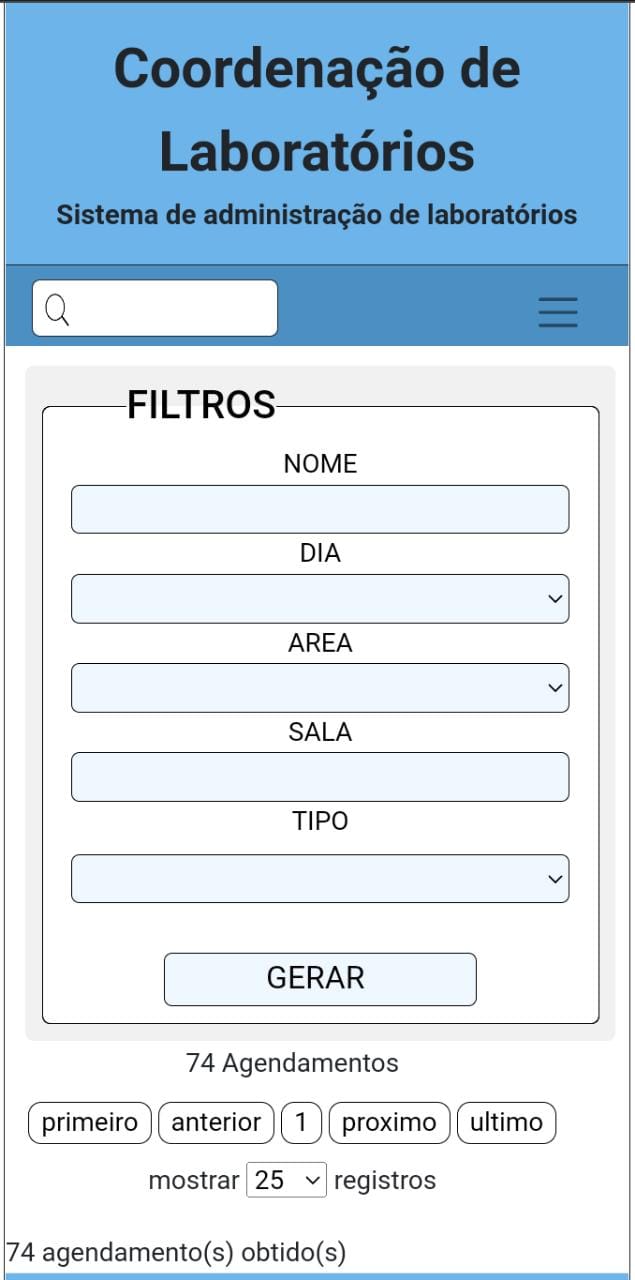 Coordenação de
Laboratórios
Sistema de administração de laboratórios
FILTROS
NOME
DIA
AREA
SALA
TIPO
GERAR
74 Agendamentos
primeiro anterior 1 proximo ultimo
mostrar 25 registros
74 agendamento(s) obtido(s)